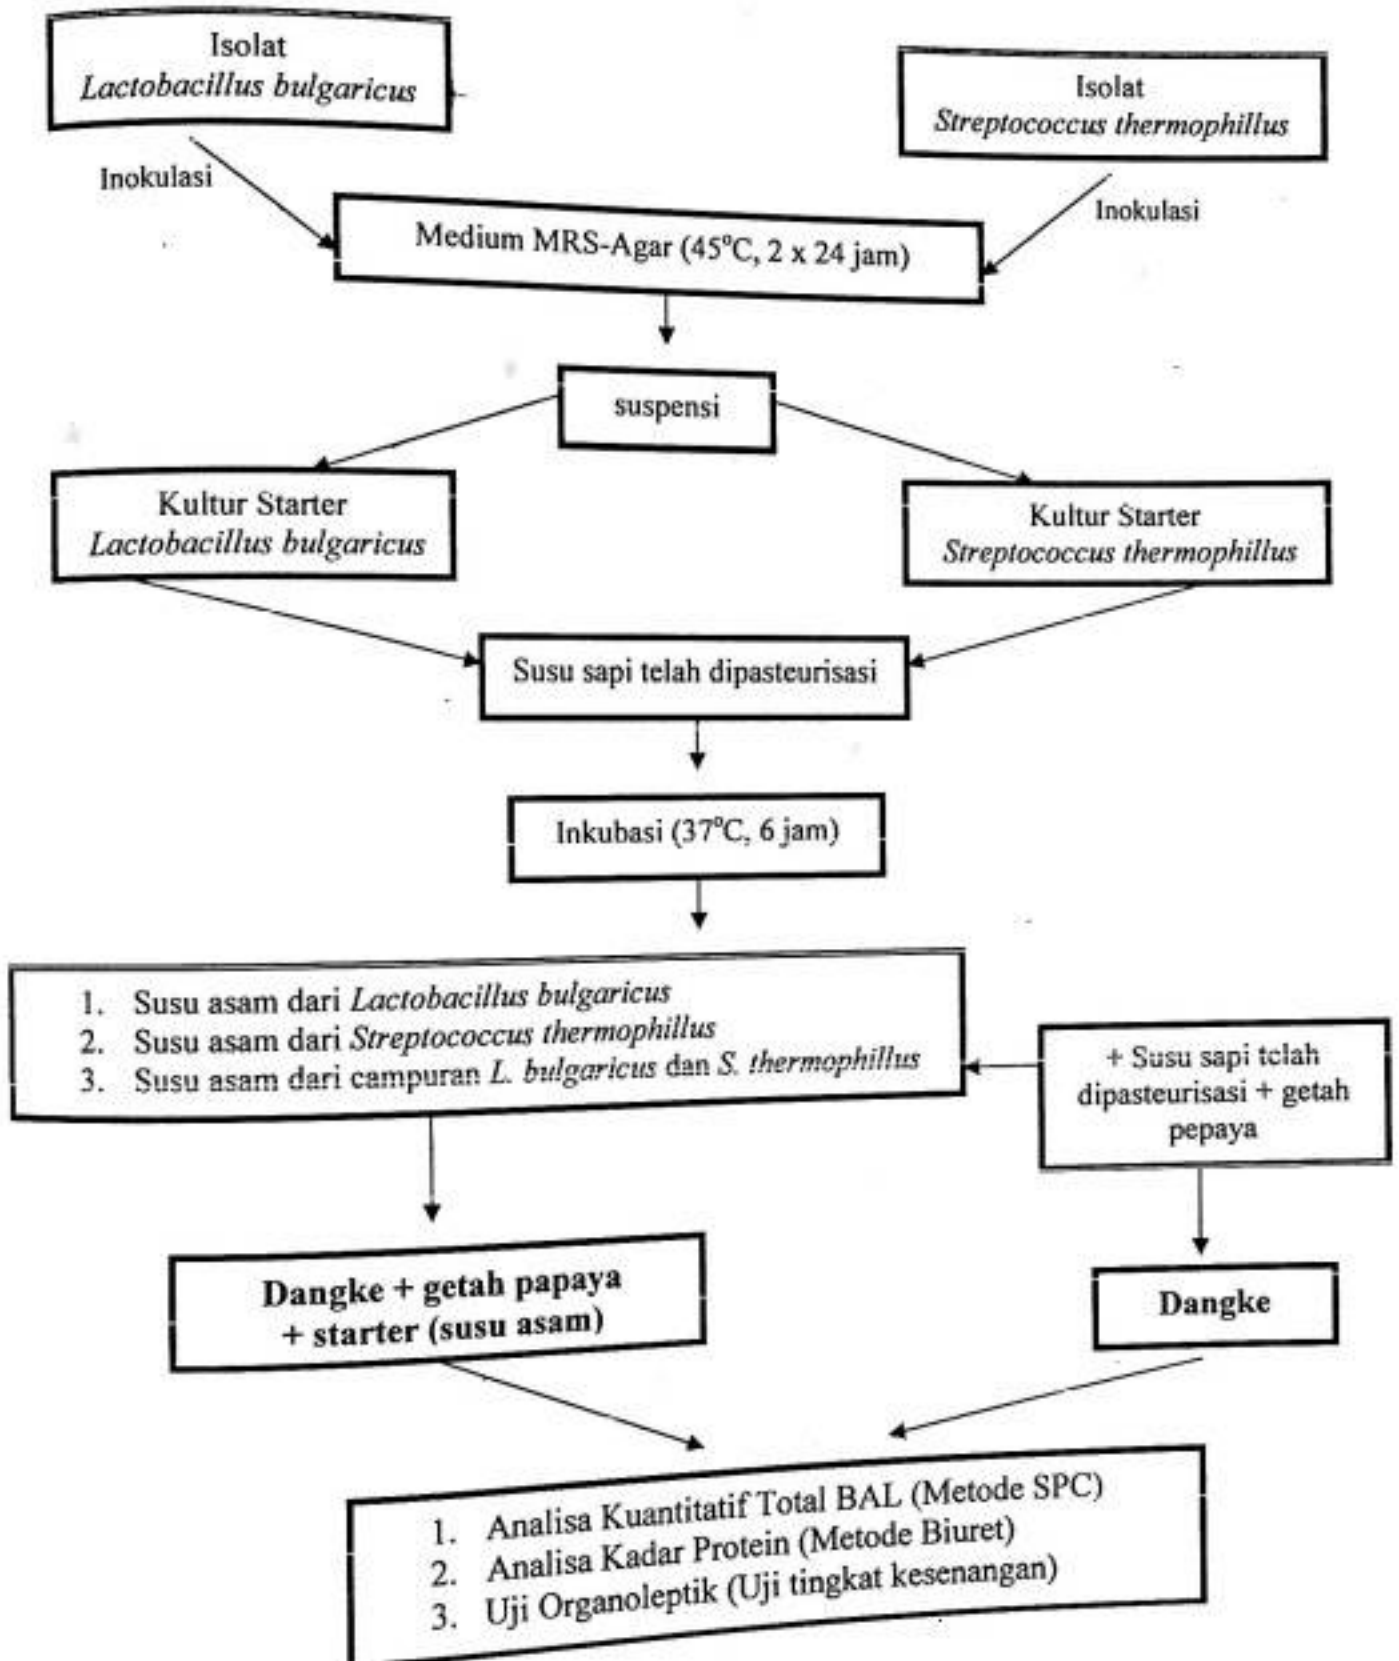 Isolat
Lactobacillus bulgaricus
Isolat
Streptococcus thermophillus
Inokulasi
Inokulasi
Medium MRS-Agar (45°C, 2 x 24 jam)
suspensi
Kultur Starter
Lactobacillus bulgaricus
Kultur Starter
Streptococcus thermophillus
Susu sapi telah dipasteurisasi
Inkubasi (37°C, 6 jam)
1. Susu asam dari Lactobacillus bulgaricus
2. Susu asam dari Streptococcus thermophillus
3. Susu asam dari campuran L. bulgaricus dan S. thermophillus
+ Susu sapi telah
dipasteurisasi + getah
pepaya
Dangke + getah papaya
+ starter (susu asam)
Dangke
1. Analisa Kuantitatif Total BAL (Metode SPC)
2. Analisa Kadar Protein (Metode Biuret)
3. Uji Organoleptik (Uji tingkat kesenangan)